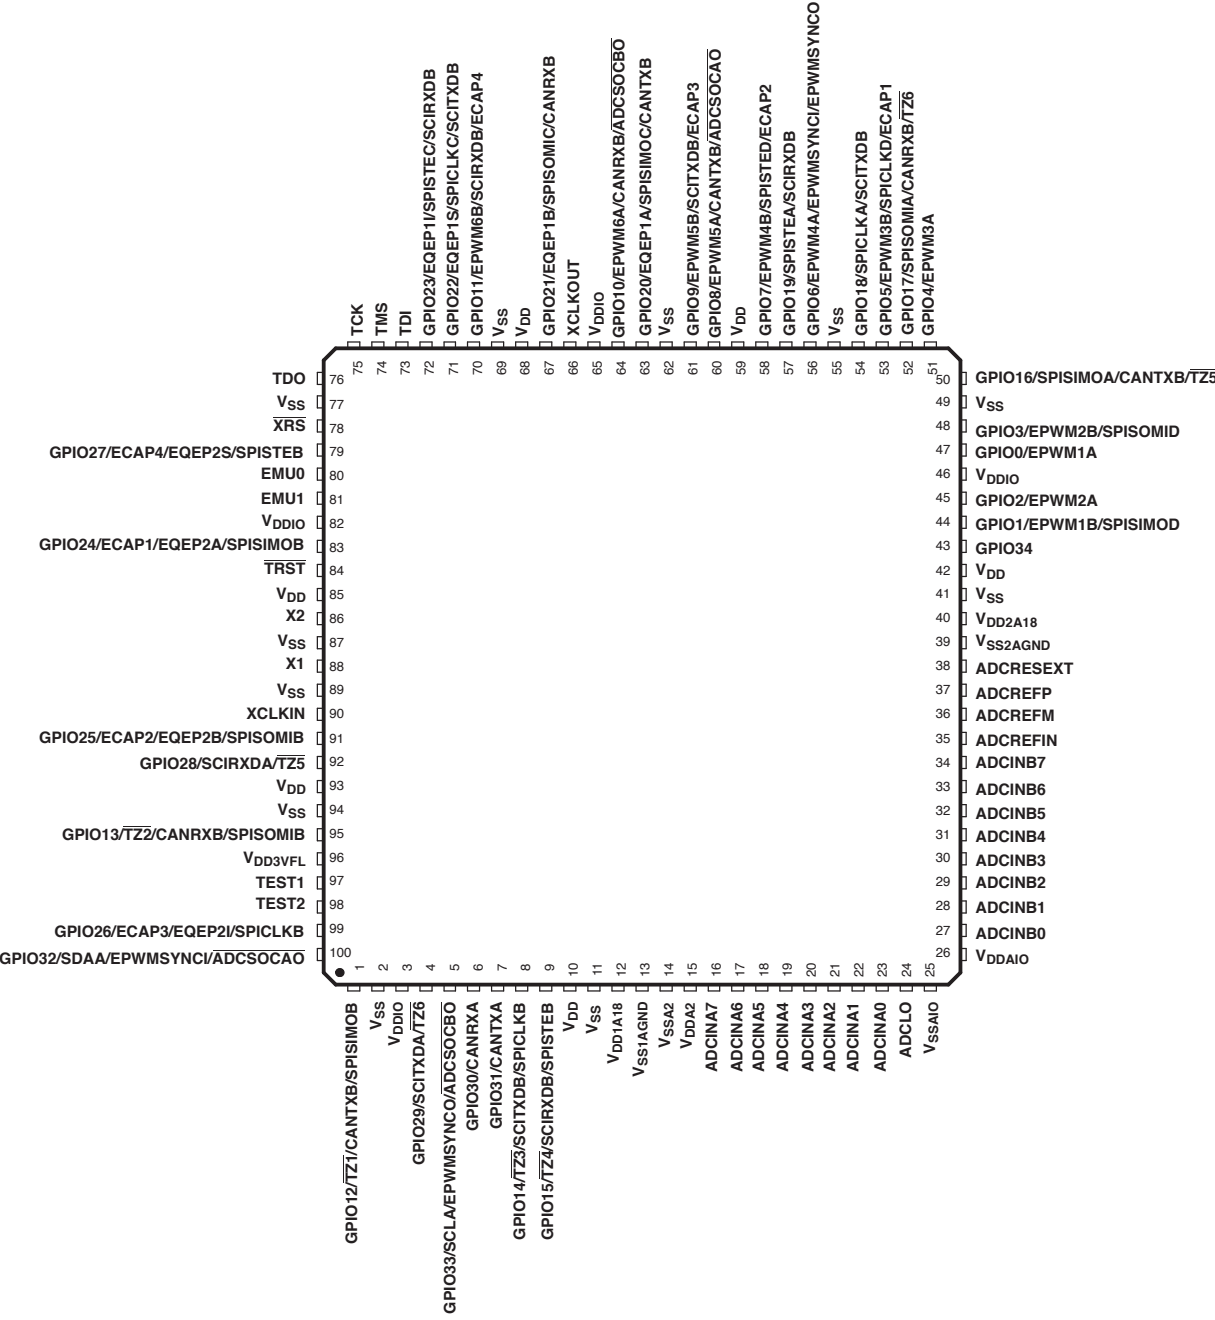 TCK
TMS
TDI
GPIO23/EQEP1I/SPISTEC/SCIRXDB
GPIO22/EQEP1S/SPICLKC/SCITXDB
GPIO11/EPWM6B/SCIRXDB/ECAP4
VSS
VDD
GPIO21/EQEP1B/SPISOMIC/CANRXB
XCLKOUT
VDDIO
GPIO10/EPWM6A/CANRXB/ADCSOCBO
GPIO20/EQEP1A/SPISIMOC/CANTXB
VSS
GPIO9/EPWM5B/SCITXDB/ECAP3
GPIO8/EPWM5A/CANTXB/ADCSOCAO
VDD
GPIO7/EPWM4B/SPISTED/ECAP2
GPIO19/SPISTEA/SCIRXDB
GPIO6/EPWM4A/EPWMSYNCI/EPWMSYNCO
VSS
GPIO18/SPICLKA/SCITXDB
GPIO5/EPWM3B/SPICLKD/ECAP1
GPIO17/SPISOMIA/CANRXB/TZ6
GPIO4/EPWM3A
75 74 73 72 71 70 69 68 67 66 65 64 63 62 61 60 59 58 57 56 55 54 53 52 51
TDO 76
VSS 77
XRS 78
GPIO27/ECAP4/EQEP2S/SPISTEB 79
EMU0 80
EMU1 81
VDDIO 82
GPIO24/ECAP1/EQEP2A/SPISIMOB 83
TRST 84
VDD 85
X2 86
VSS 87
X1 88
VSS 89
XCLKIN 90
GPIO25/ECAP2/EQEP2B/SPISOMIB 91
GPIO28/SCIRXDA/TZ5 92
VDD 93
VSS 94
GPIO13/TZ2/CANRXB/SPISOMIB 95
VDD3VFL 96
TEST1 97
TEST2 98
GPIO26/ECAP3/EQEP2I/SPICLKB 99
GPIO32/SDAA/EPWMSYNCI/ADCSOCAO 100
50 GPIO16/SPISIMOA/CANTXB/TZ5
49 VSS
48 GPIO3/EPWM2B/SPISOMID
47 GPIO0/EPWM1A
46 VDDIO
45 GPIO2/EPWM2A
44 GPIO1/EPWM1B/SPISIMOD
43 GPIO34
42 VDD
41 VSS
40 VDD2A18
39 VSS2AGND
38 ADCRESEXT
37 ADCREFP
36 ADCREFM
35 ADCREFIN
34 ADCINB7
33 ADCINB6
32 ADCINB5
31 ADCINB4
30 ADCINB3
29 ADCINB2
28 ADCINB1
27 ADCINB0
26 VDDAIO
1 2 3 4 5 6 7 8 9 10 11 12 13 14 15 16 17 18 19 20 21 22 23 24 25
GPIO12/TZ1/CANTXB/SPISIMOB
VSS
VDDIO
GPIO29/SCITXDA/TZ6
GPIO33/SCLA/EPWMSYNCO/ADCSOCBO
GPIO30/CANRXA
GPIO31/CANTXA
GPIO14/TZ3/SCITXDB/SPICLKB
GPIO15/TZ4/SCIRXDB/SPISTEB
VDD
VSS
VDD1A18
VSS1AGND
VSSA2
VDDA2
ADCINA7
ADCINA6
ADCINA5
ADCINA4
ADCINA3
ADCINA2
ADCINA1
ADCINA0
ADCLO
VSSAIO